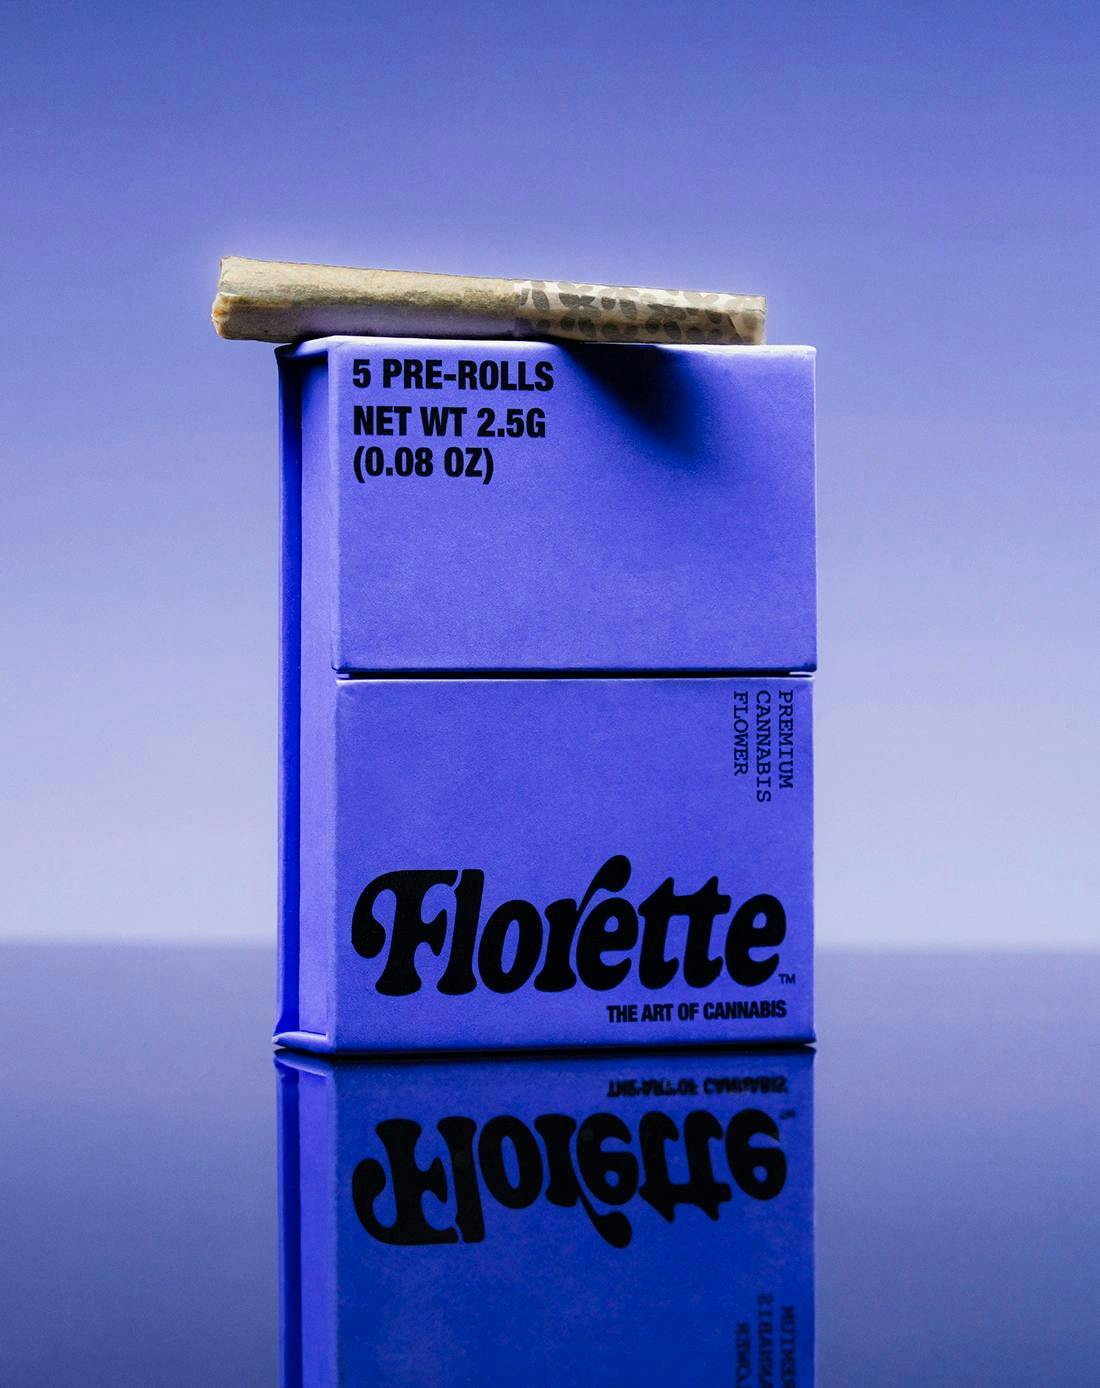 5 PRE-ROLLS
NET WT 2.5G
(0.08 OZ)
PREMIUM
CANNABIS
FLOWER
Florette™
THE ART OF CANNABIS